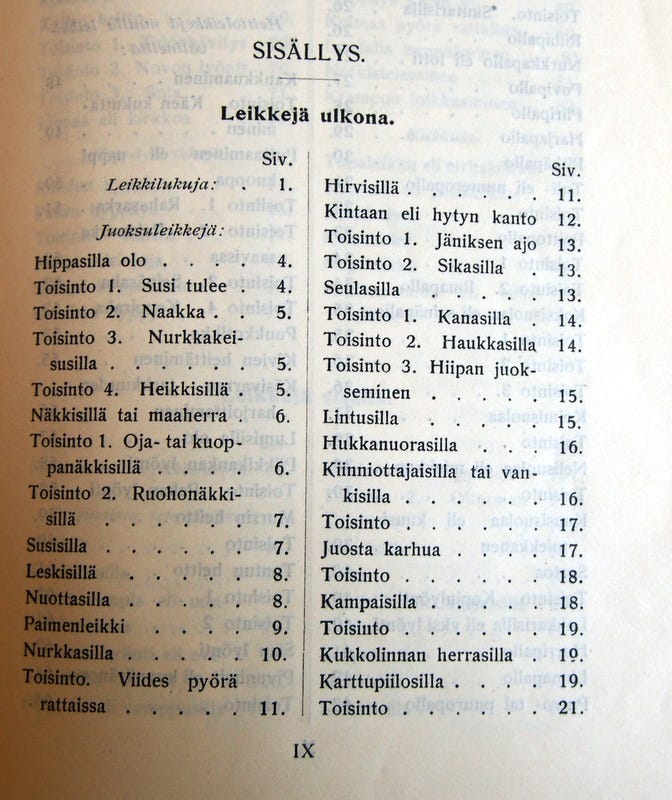 SISÄLLYS.
Leikkejä ulkona.
Siv.
Leikkilukuja: . 1.
Juoksuleikkejä:
Hippasilla olo . . . . 4.
Toisinto 1. Susi tulee . 4.
Toisinto 2. Naakka . . . 5.
Toisinto 3. Nurkkakei-
susilla . . . . . . 5.
Toisinto 4. Heikkisillä . 5.
Näkkisillä tai maaherra . 6.
Toisinto 1. Oja- tai kuop-
panäkkisillä . . . . 6.
Toisinto 2. Ruohonäkki-
sillä . . . . . . 7.
Susisilla . . . . . . 7.
Leskisillä . . . . . 8.
Nuottasilla . . . . . 8.
Paimenleikki . . . . 9.
Nurkkasilla . . . . . 10.
Toisinto. Viides pyörä
rattaissa . . . . . 11.
Siv.
Hirvisillä . . . . . 11.
Kintaan eli hytyn kanto 12.
Toisinto 1. Jäniksen ajo 13.
Toisinto 2. Sikasilla . 13.
Seulasilla . . . . . 13.
Toisinto 1. Kanasilla . 14.
Toisinto 2. Haukkasilla 14.
Toisinto 3. Hiipan juok-
seminen . . . . . 15.
Lintusilla . . . . . 15.
Hukkanuorasilla . . . 16.
Kiinniottajaisilla tai van-
kisilla . . . . . . 16.
Toisinto . . . . . . 17.
Juosta karhua . . . . 17.
Toisinto . . . . . . 18.
Kampaisilla . . . . . 18.
Toisinto . . . . . . 19.
Kukkolinnan herrasilla . 19.
Karttupiilosilla . . . . 19.
Toisinto . . . . . . 21.
IX